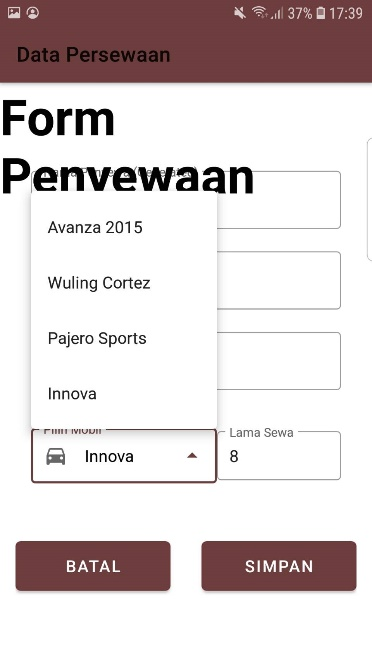 37% 17:39
Data Persewaan
Form
Penyewaan
Avanza 2015
Wuling Cortez
Pajero Sports
Innova
Pilih Mobil
Innova
Lama Sewa
8
BATAL
SIMPAN